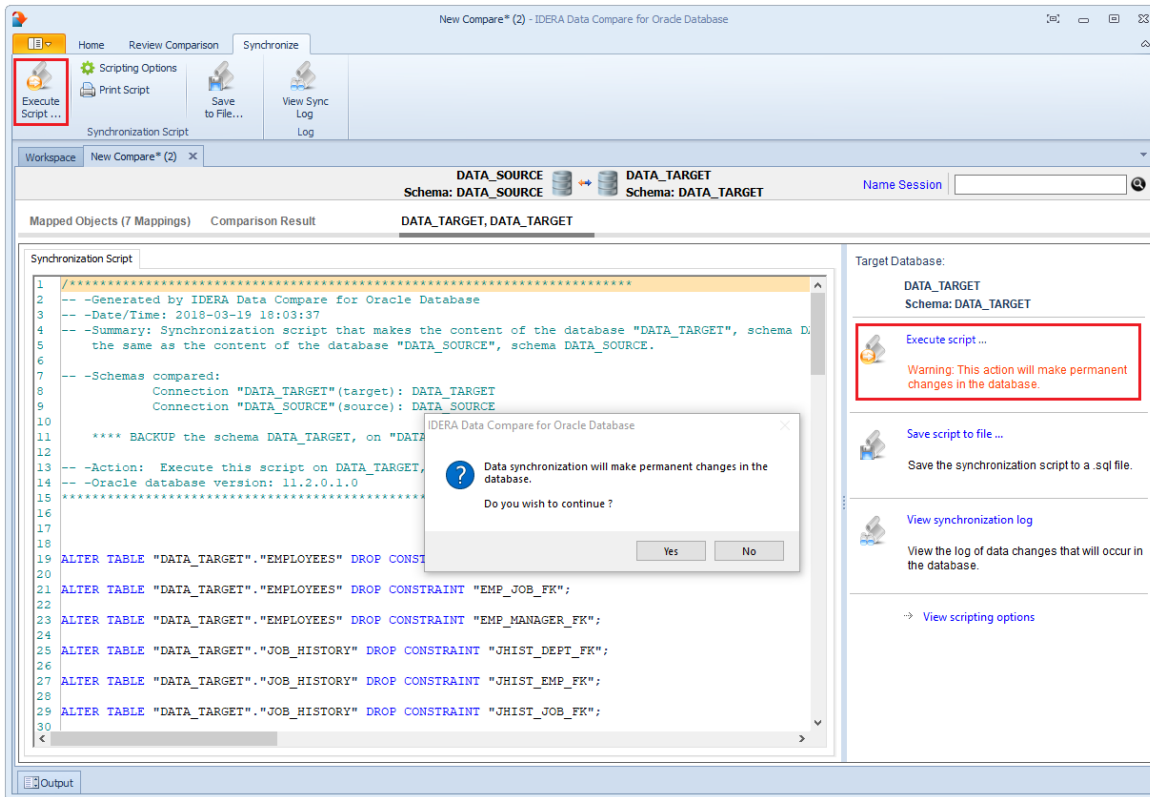 New Compare* (2) - IDERA Data Compare for Oracle Database
Home Review Comparison Synchronize
Execute
Script ...
Scripting Options
Print Script
Save
to File...
View Sync
Log
Synchronization Script
Log
Workspace New Compare* (2)
DATA_SOURCE
Schema: DATA_SOURCE
DATA_TARGET
Schema: DATA_TARGET
Name Session
Mapped Objects (7 Mappings) Comparison Result DATA_TARGET, DATA_TARGET
Synchronization Script
1 /***************************************************************************
2 -- -Generated by IDERA Data Compare for Oracle Database
3 -- -Date/Time: 2018-03-19 18:03:37
4 -- -Summary: Synchronization script that makes the content of the database "DATA_TARGET", schema
5 the same as the content of the database "DATA_SOURCE", schema DATA_SOURCE.
6
7 -- -Schemas compared:
8 Connection "DATA_TARGET"(target): DATA_TARGET
9 Connection "DATA_SOURCE"(source): DATA_SOURCE
10
11 **** BACKUP the schema DATA_TARGET, on "DATA
12
13 -- -Action: Execute this script on DATA_TARGET,
14 -- -Oracle database version: 11.2.0.1.0
15 ************************************************
16
17
18
19 ALTER TABLE "DATA_TARGET"."EMPLOYEES" DROP CONST
20
21 ALTER TABLE "DATA_TARGET"."EMPLOYEES" DROP CONSTRAINT "EMP_JOB_FK";
22
23 ALTER TABLE "DATA_TARGET"."EMPLOYEES" DROP CONSTRAINT "EMP_MANAGER_FK";
24
25 ALTER TABLE "DATA_TARGET"."JOB_HISTORY" DROP CONSTRAINT "JHIST_DEPT_FK";
26
27 ALTER TABLE "DATA_TARGET"."JOB_HISTORY" DROP CONSTRAINT "JHIST_EMP_FK";
28
29 ALTER TABLE "DATA_TARGET"."JOB_HISTORY" DROP CONSTRAINT "JHIST_JOB_FK";
30
IDERA Data Compare for Oracle Database
Data synchronization will make permanent changes in the
database.
Do you wish to continue ?
Yes No
Target Database:
DATA_TARGET
Schema: DATA_TARGET
Execute script ...
Warning: This action will make permanent
changes in the database.
Save script to file ...
Save the synchronization script to a .sql file.
View synchronization log
View the log of data changes that will occur in
the database.
View scripting options
Output